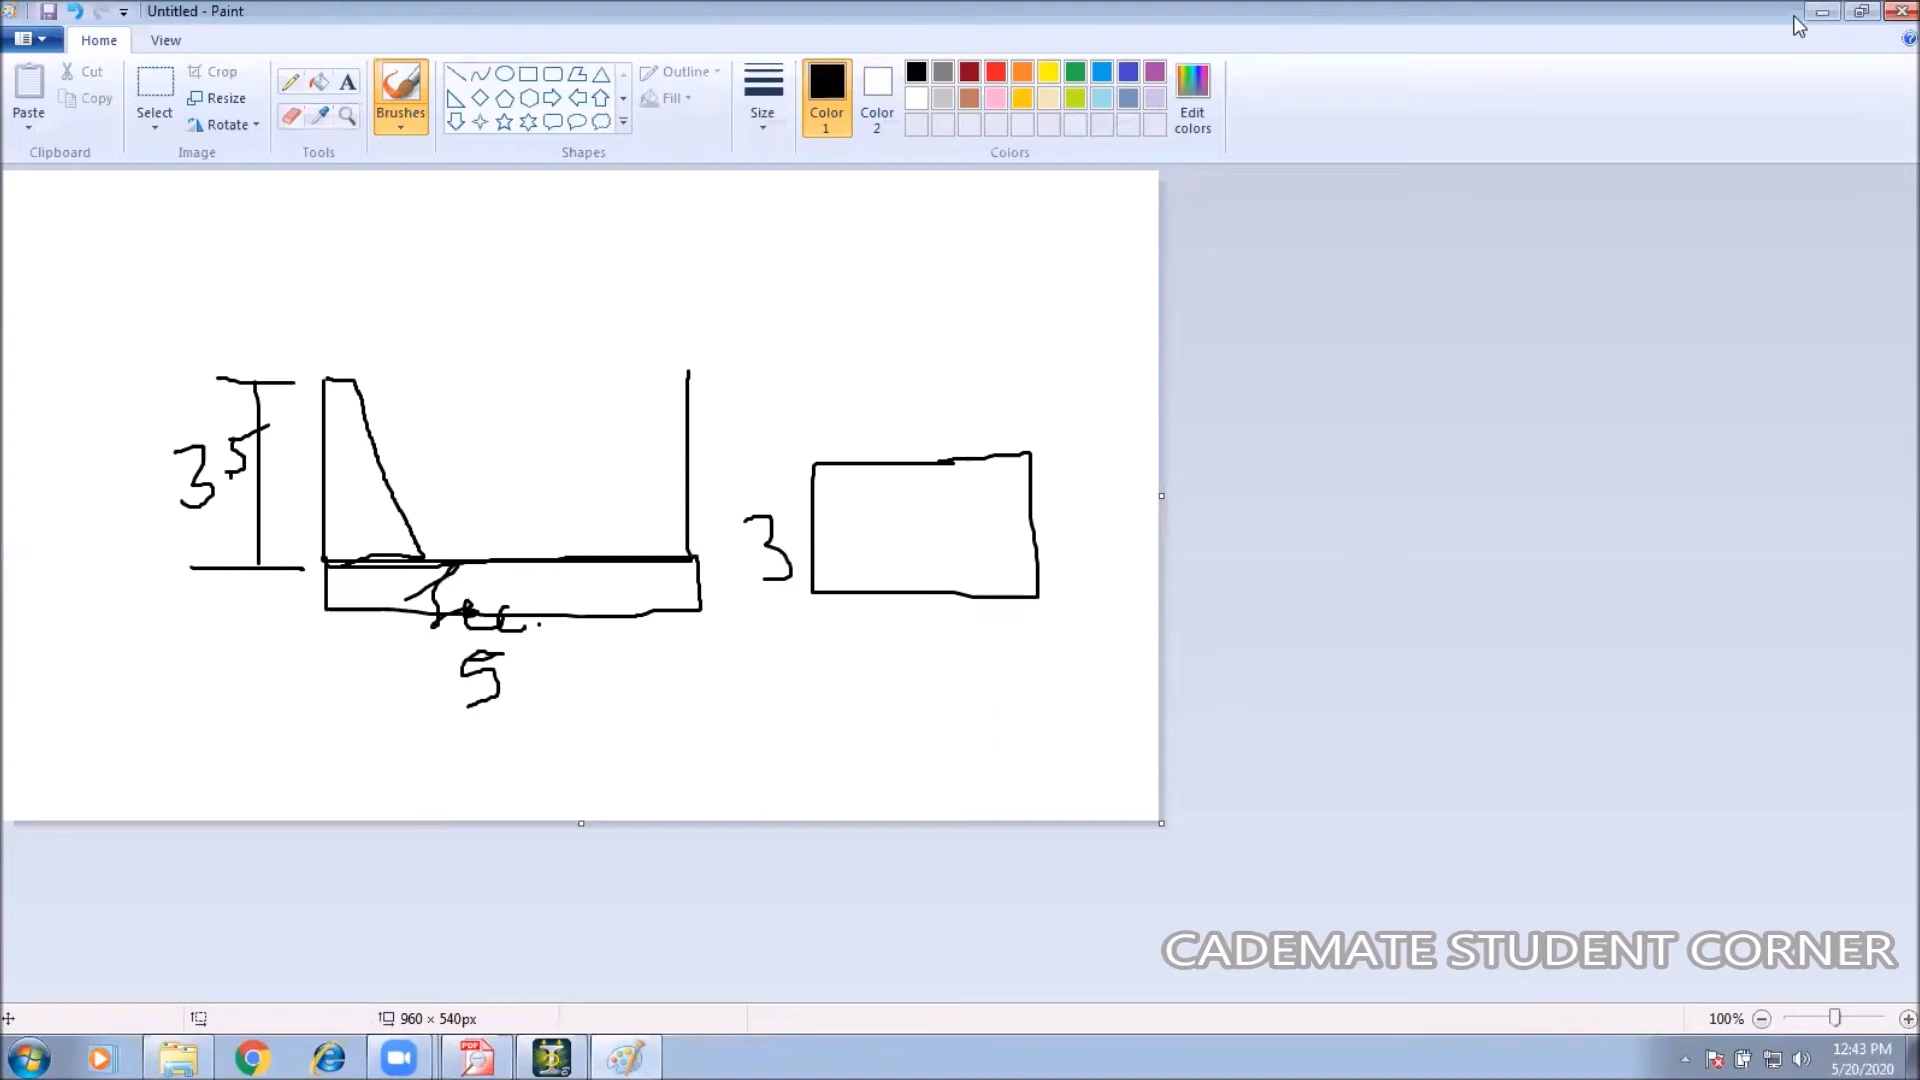 Untitled - Paint
Home View
Paste
Cut
Copy
Clipboard
Select
Crop
Resize
Rotate
Image
Tools
Brushes
Shapes
Outline
Fill
Size
Color 1
Color 2
Colors
Edit colors
3
5
3
5
CADEMATE STUDENT CORNER
960 × 540px
100%
12:43 PM
5/20/2020